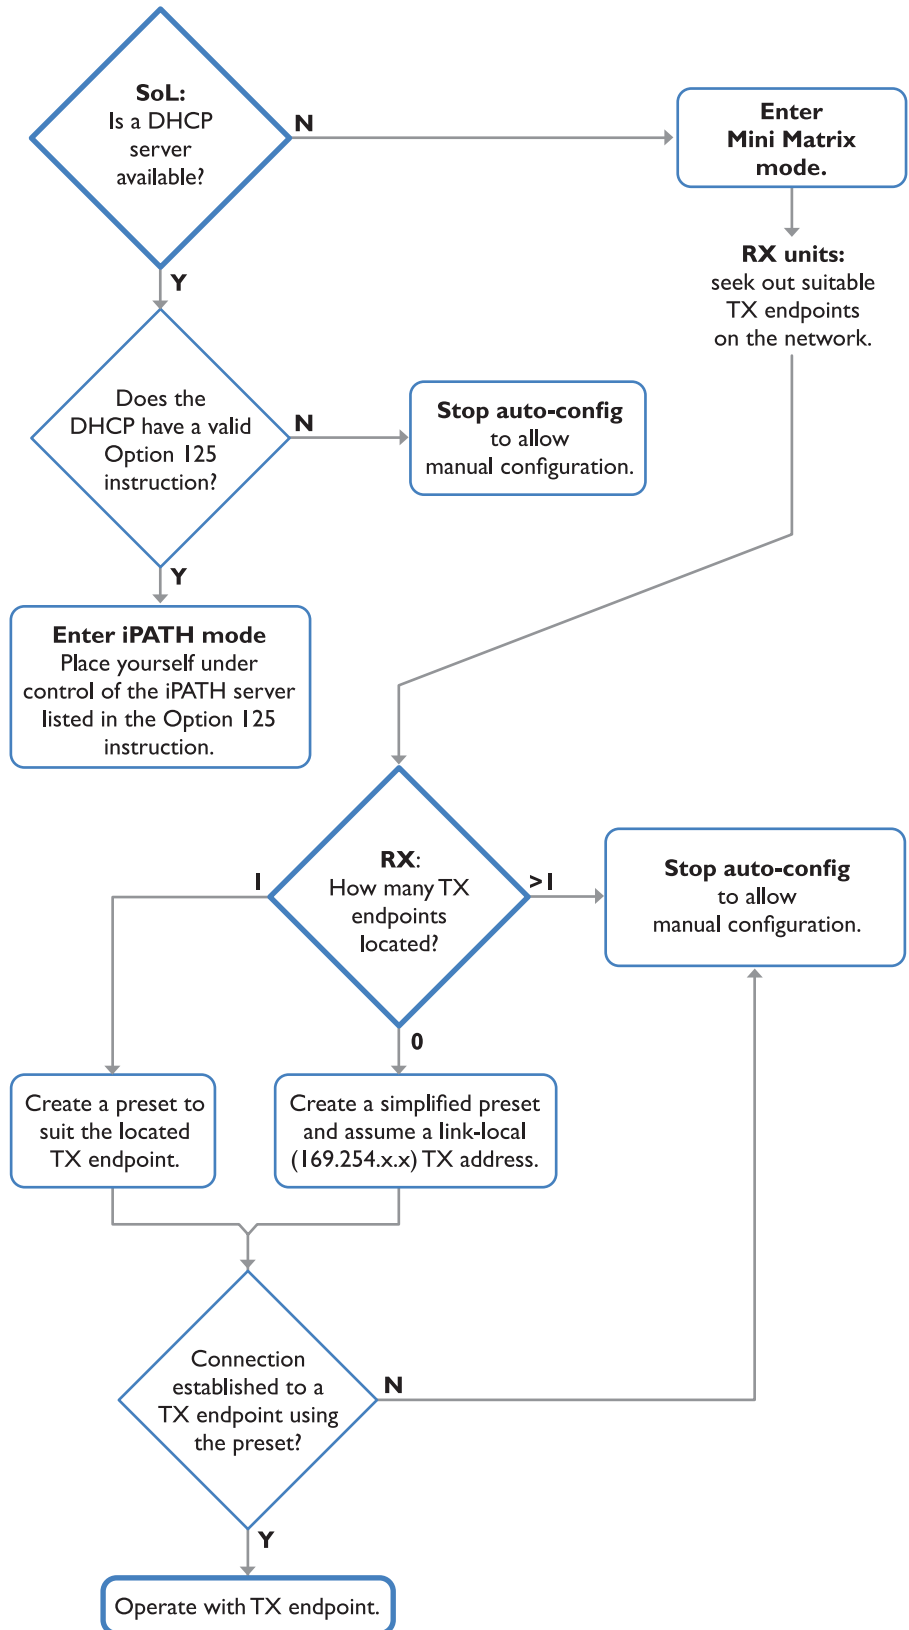 SoL:
Is a DHCP
server
available?
N
Enter
Mini Matrix
mode.
Y
RX units:
seek out suitable
TX endpoints
on the network.
Does the
DHCP have a valid
Option 125
instruction?
N
Stop auto-config
to allow
manual configuration.
Y
Enter iPATH mode
Place yourself under
control of the iPATH server
listed in the Option 125
instruction.
RX:
How many TX
endpoints
located?
1
>1
Stop auto-config
to allow
manual configuration.
0
Create a preset to
suit the located
TX endpoint.
Create a simplified preset
and assume a link-local
(169.254.x.x) TX address.
Connection
established to a
TX endpoint using
the preset?
N
Y
Operate with TX endpoint.